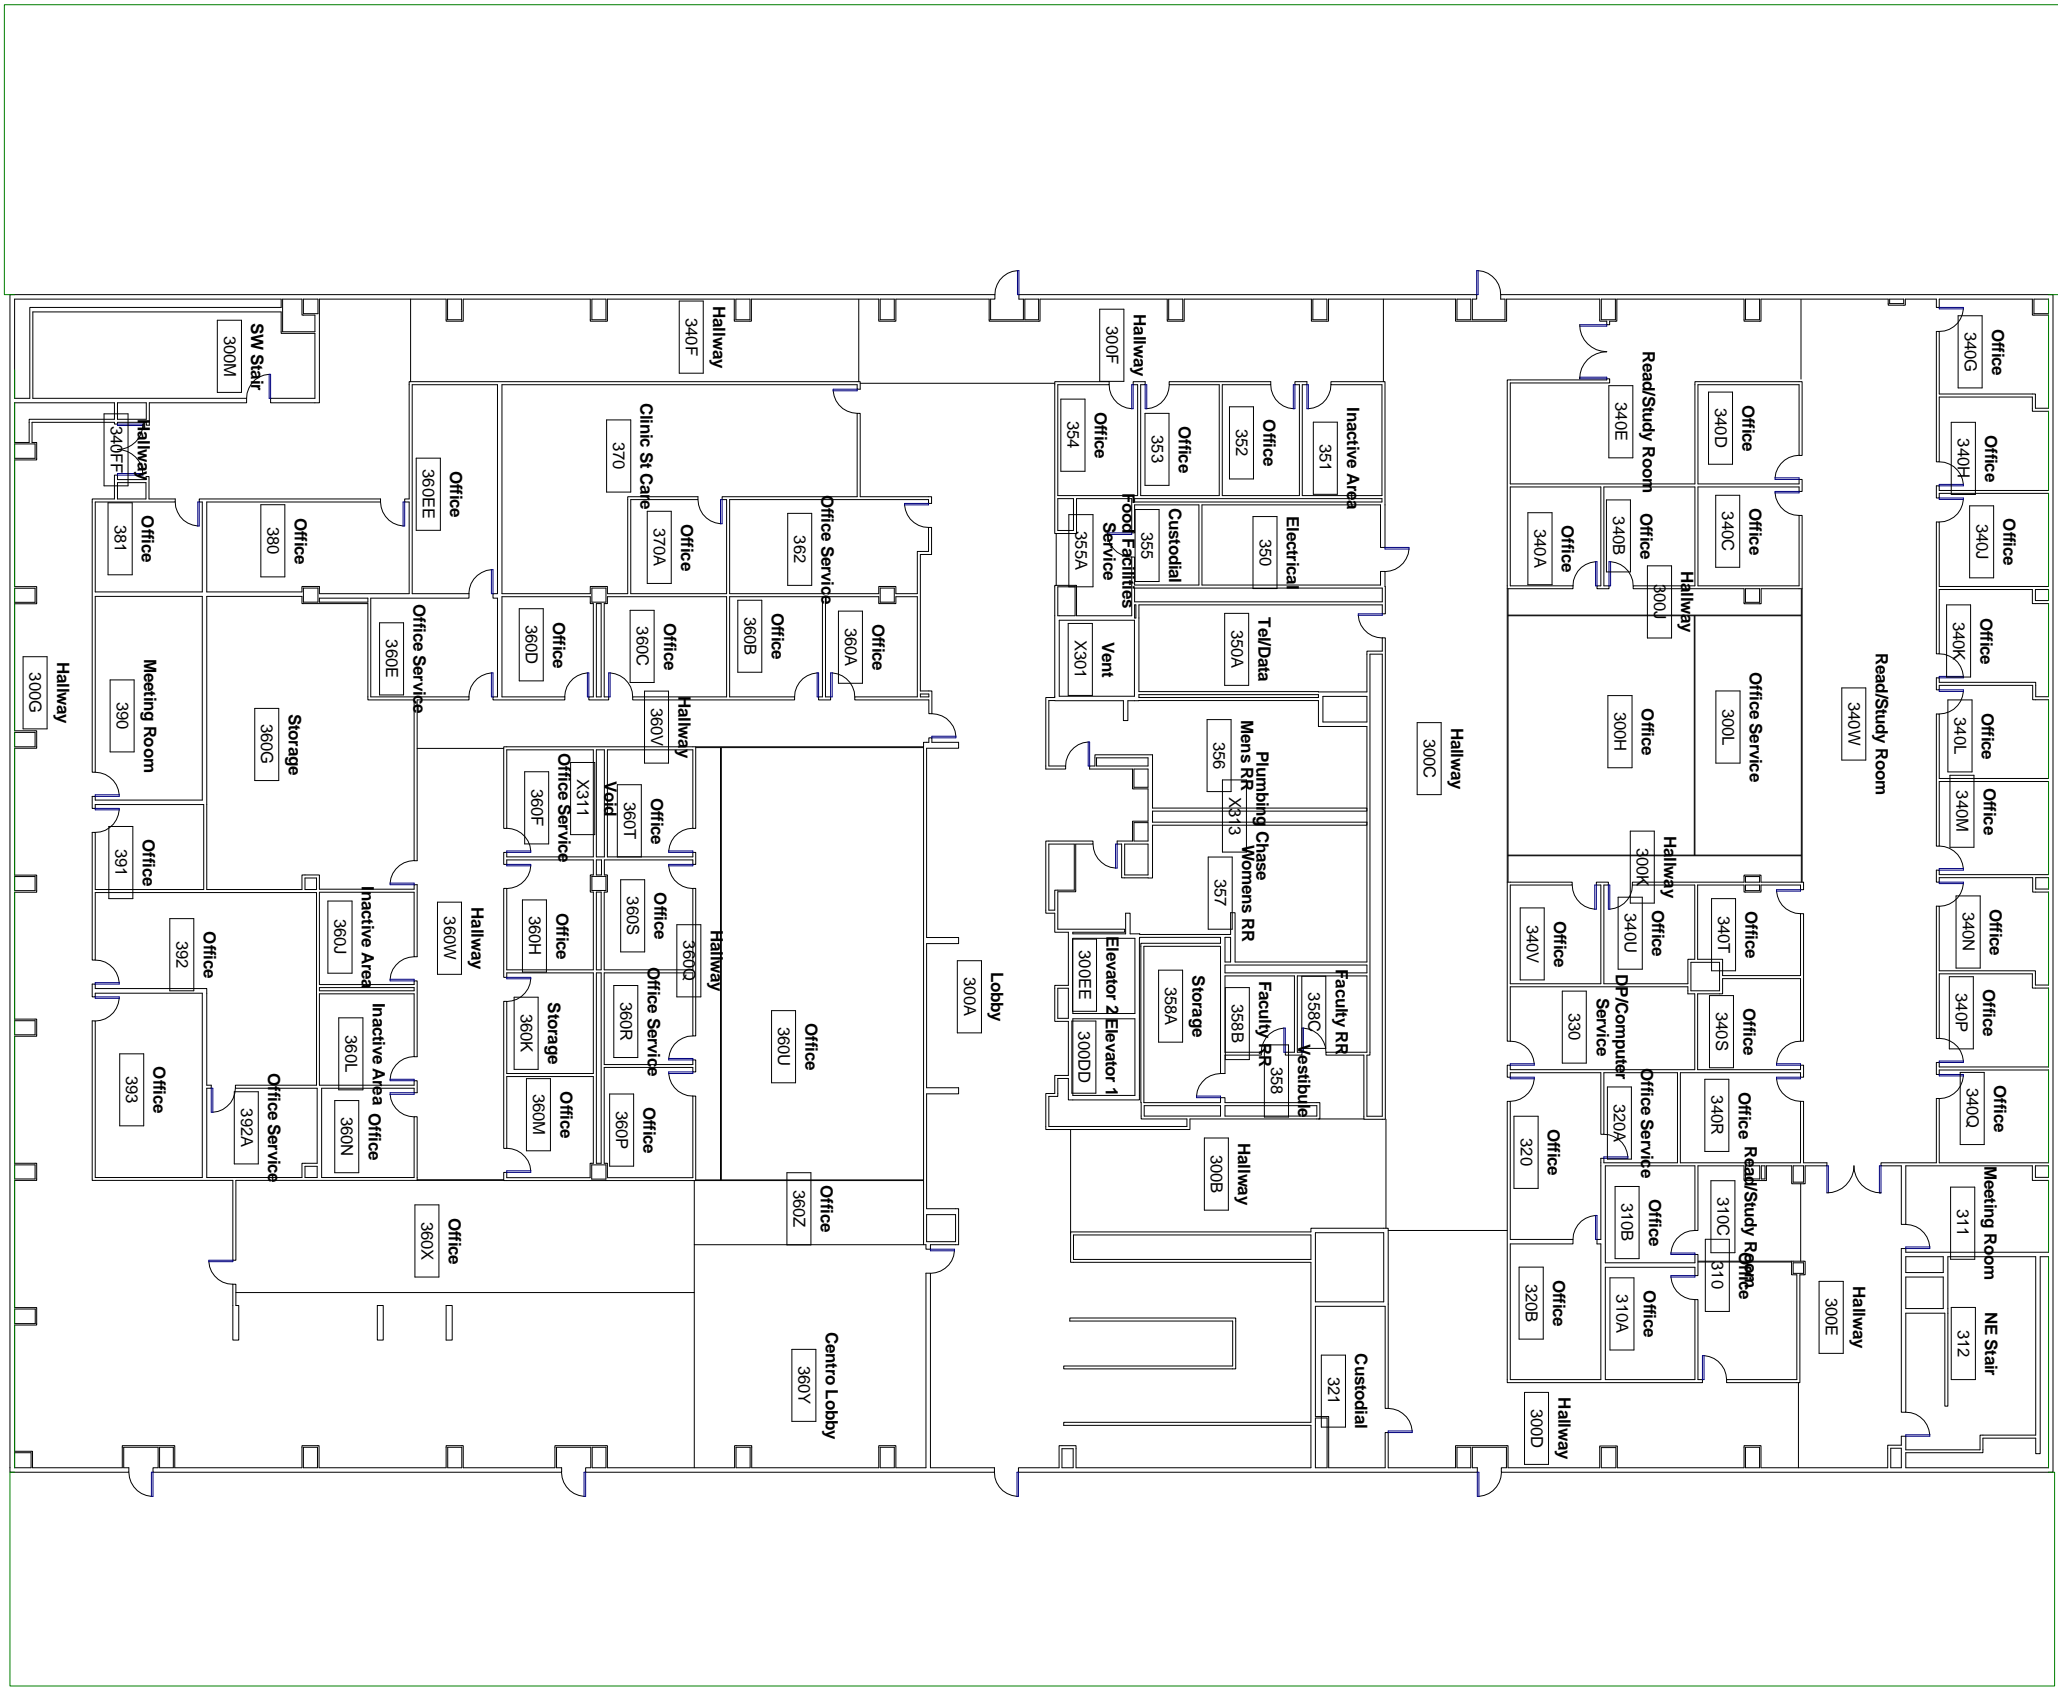 SW Stair
300M
Hallway
340F
Hallway
300F
Read/Study Room
340E
Office
340D
Office
340G
Hallway
340FF
Office
360EE
Clinic St Care
370
Office
354
Office
353
Office
352
Inactive Area
351
Office
340H
Office
381
Office
380
Office
370A
Office Service
362
Food Facilities
Service
355A
Custodial
355
Electrical
350
Office
340A
Office
340B
Office
340C
Office
340J
Hallway
300J
Hallway
300G
Meeting Room
390
Storage
360G
Office Service
360E
Office
360D
Office
360C
Office
360B
Office
360A
Vent
X301
Tel/Data
350A
Office
340K
Hallway
360V
Mens RR
356
Plumbing Chase
X313
Hallway
300C
Office
300H
Office Service
300L
Read/Study Room
340W
Office
340L
Office
391
Office Service
360F
Void
X311
Office
360T
Womens RR
357
Hallway
300K
Office
340M
Office
392
Inactive Area
360J
Hallway
360W
Office
360H
Office
360S
Hallway
360Q
Lobby
300A
Elevator 2
300EE
Storage
358A
Faculty RR
358B
Faculty RR
358C
Office
340V
Office
340U
Office
340T
Office
340N
Office
393
Inactive Area
360L
Storage
360K
Office Service
360R
Office
360U
Elevator 1
300DD
Vestibule
358
DP/Computer
Service
330
Office
340S
Office
340P
Office Service
392A
Office
360N
Office
360M
Office
360P
Hallway
300B
Office
320
Office Service
320A
Office
340R
Office
340Q
Office
360X
Office
360Z
Office
310B
Read/Study Room
310C
Office
310
Meeting Room
311
Centro Lobby
360Y
Custodial
321
Office
320B
Office
310A
Hallway
300E
NE Stair
312
Hallway
300D